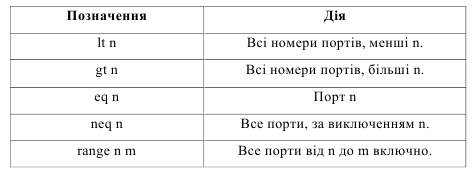 Позначення Дія
lt n Всі номери портів, менші n.
gt n Всі номери портів, більші n.
eq n Порт n
neq n Все порти, за виключенням n.
range n m Все порти від n до m включно.